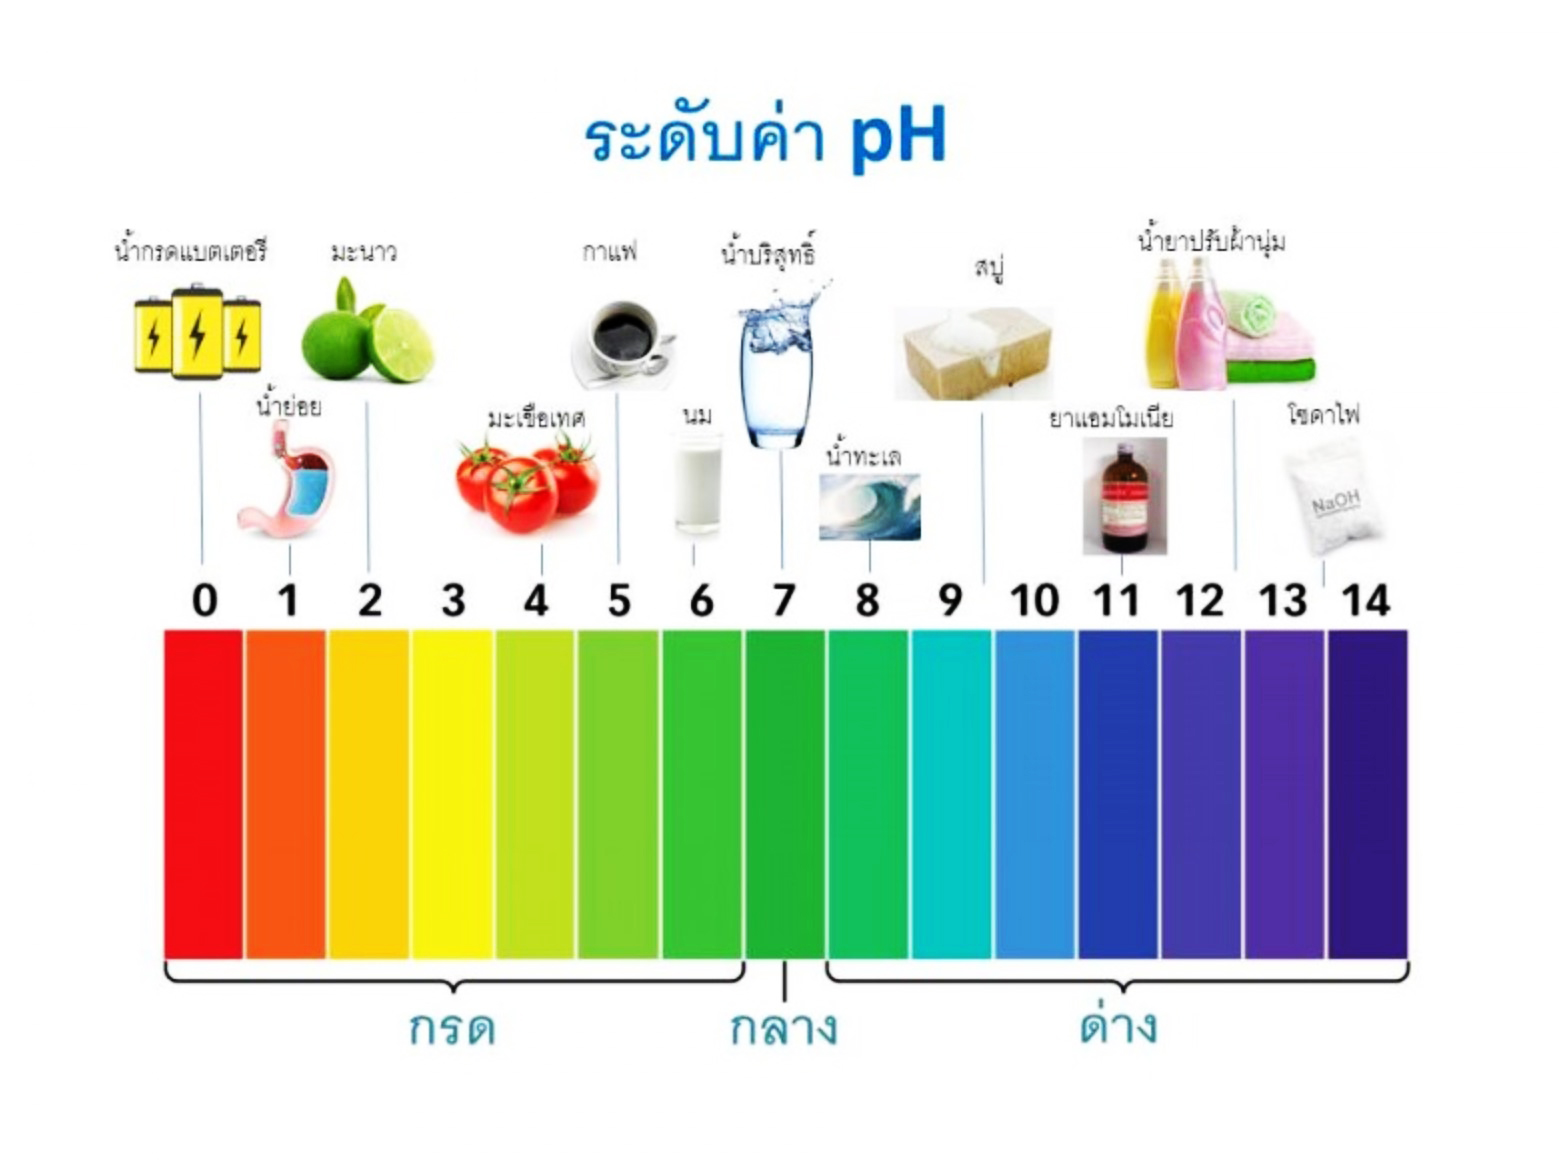 ระดับค่า pH
น้ำกรดแบตเตอรี่
มะนาว
กาแฟ
น้ำบริสุทธิ์
สบู่
น้ำยาปรับผ้านุ่ม
น้ำย่อย
มะเขือเทศ
นม
น้ำทะเล
ยาแอมโมเนีย
โซดาไฟ
NaOH
0 1 2 3 4 5 6 7 8 9 10 11 12 13 14
กรด กลาง ด่าง